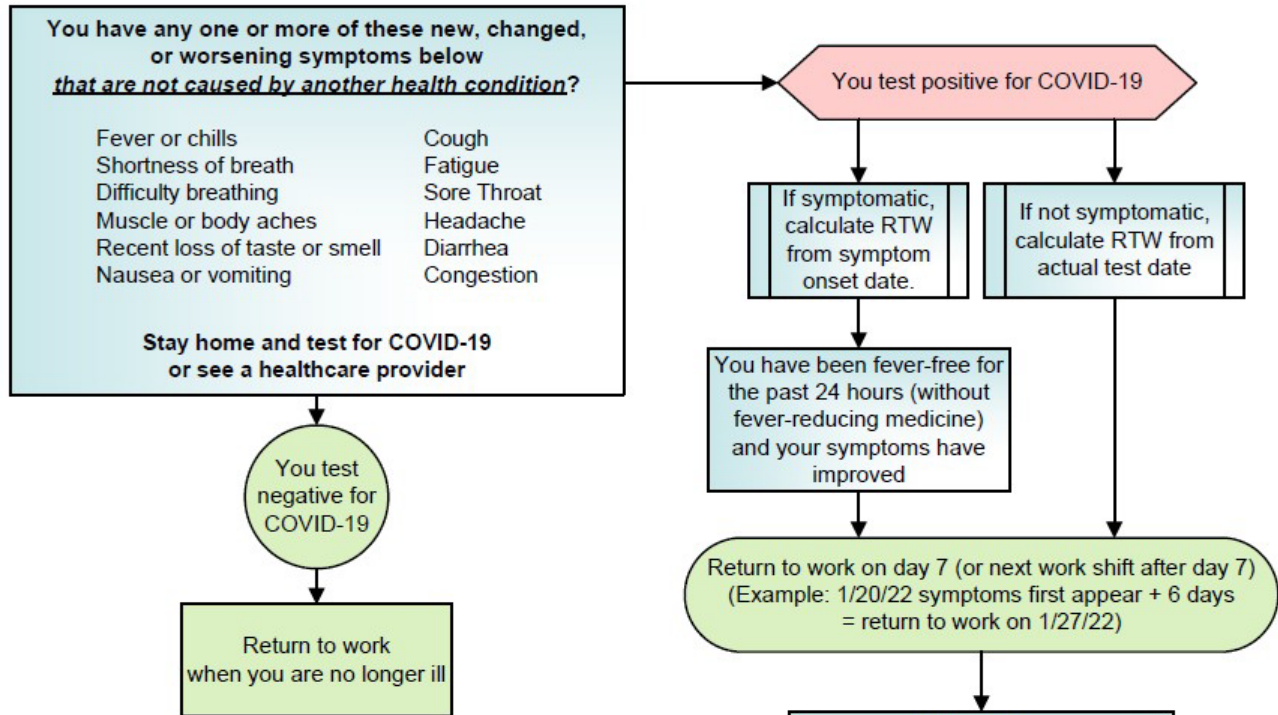 You have any one or more of these new, changed,
or worsening symptoms below
that are not caused by another health condition?
Fever or chills
Shortness of breath
Difficulty breathing
Muscle or body aches
Recent loss of taste or smell
Nausea or vomiting
Cough
Fatigue
Sore Throat
Headache
Diarrhea
Congestion
Stay home and test for COVID-19
or see a healthcare provider
You test
negative for
COVID-19
Return to work
when you are no longer ill
You test positive for COVID-19
If symptomatic,
calculate RTW
from symptom
onset date.
If not symptomatic,
calculate RTW from
actual test date
You have been fever-free for
the past 24 hours (without
fever-reducing medicine)
and your symptoms have
improved
Return to work on day 7 (or next work shift after day 7)
(Example: 1/20/22 symptoms first appear + 6 days
= return to work on 1/27/22)